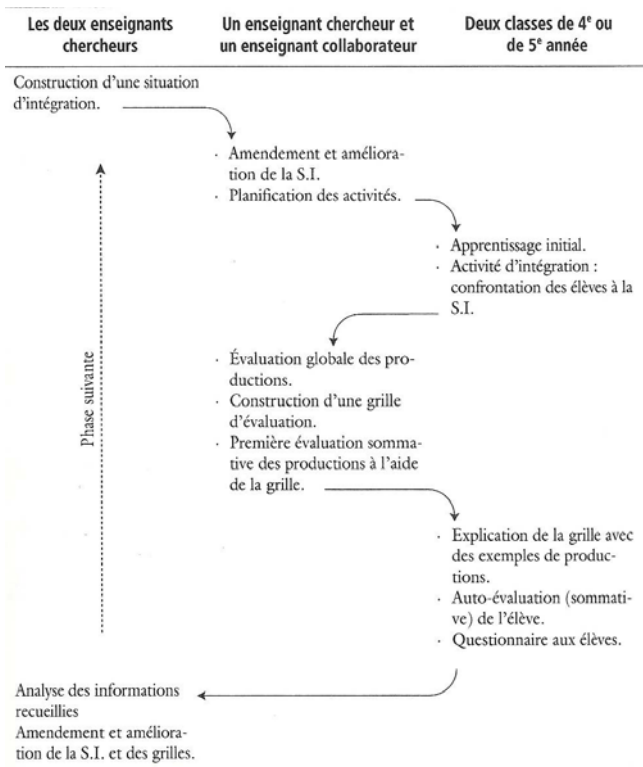 Les deux enseignants
chercheurs
Un enseignant chercheur et
un enseignant collaborateur
Deux classes de 4e ou
de 5e année
Construction d'une situation
d'intégration.
· Amendement et améliora-
tion de la S.I.
· Planification des activités.
· Apprentissage initial.
· Activité d'intégration :
confrontation des élèves à la
S.I.
· Évaluation globale des pro-
ductions.
· Construction d'une grille
d'évaluation.
· Première évaluation somma-
tive des productions à l'aide
de la grille.
Phase suivante
· Explication de la grille avec
des exemples de produc-
tions.
· Auto-évaluation (sommati-
ve) de l'élève.
· Questionnaire aux élèves.
Analyse des informations
recueillies
Amendement et améliora-
tion de la S.I. et des grilles.